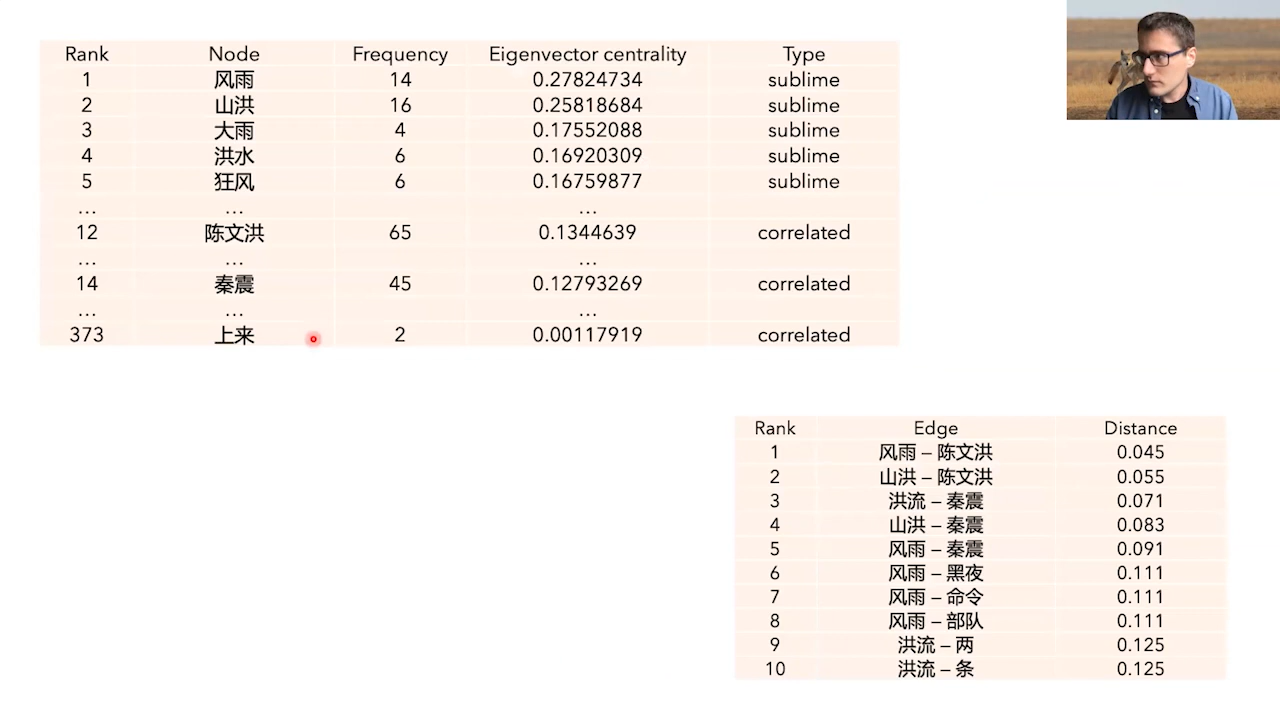 Rank Node Frequency Eigenvector centrality Type
1 风雨 14 0.27824734 sublime
2 山洪 16 0.25818684 sublime
3 大雨 4 0.17552088 sublime
4 洪水 6 0.16920309 sublime
5 狂风 6 0.16759877 sublime
… … …
12 陈文洪 65 0.1344639 correlated
… … …
14 秦震 45 0.12793269 correlated
… … …
373 上来 2 0.00117919 correlated
Rank Edge Distance
1 风雨 – 陈文洪 0.045
2 山洪 – 陈文洪 0.055
3 洪流 – 秦震 0.071
4 山洪 – 秦震 0.083
5 风雨 – 秦震 0.091
6 风雨 – 黑夜 0.111
7 风雨 – 命令 0.111
8 风雨 – 部队 0.111
9 洪流 – 两 0.125
10 洪流 – 条 0.125